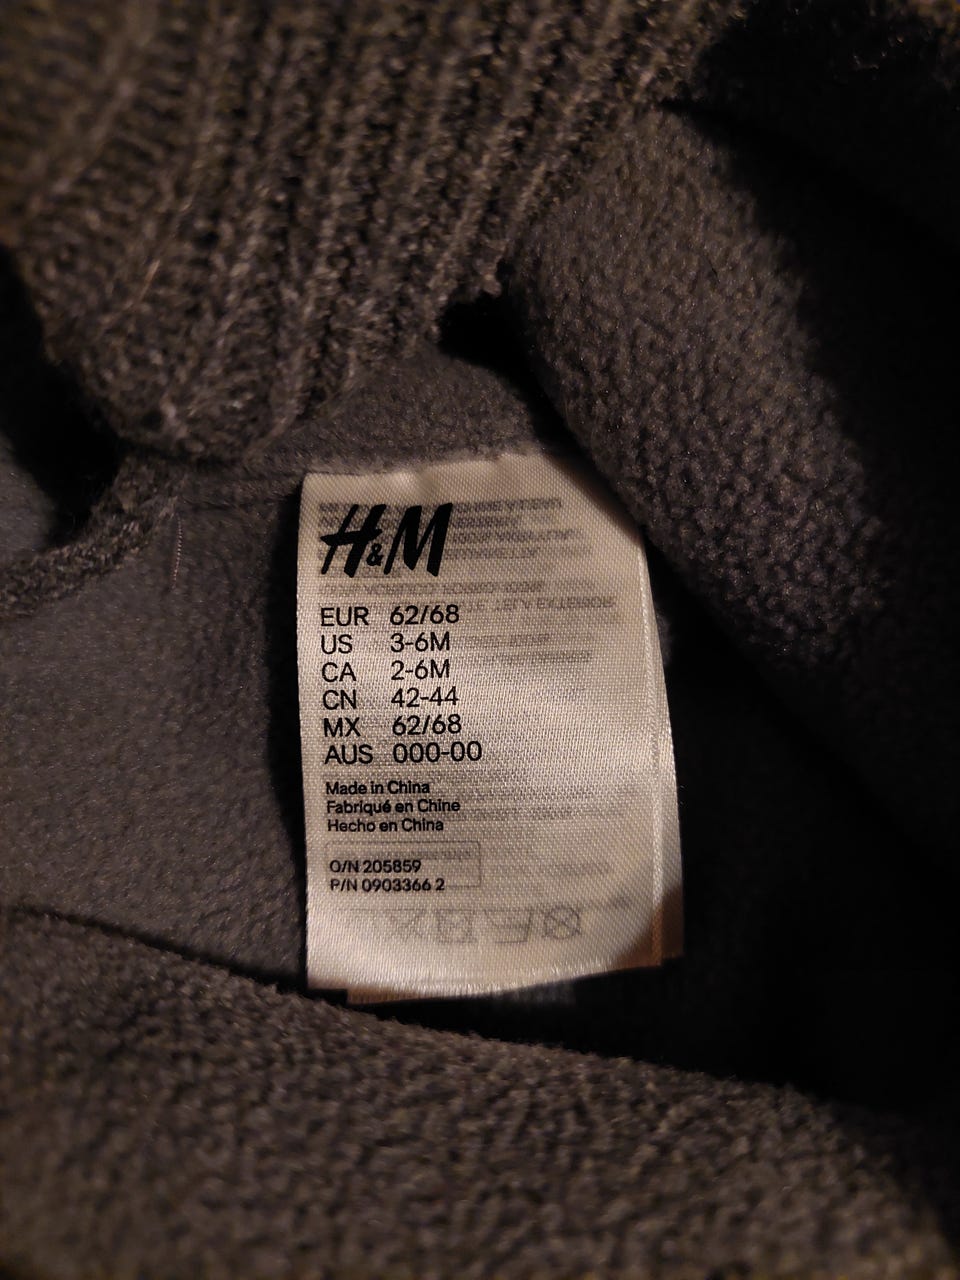 H&M
EUR 62/68
US 3-6M
CA 2-6M
CN 42-44
MX 62/68
AUS 000-00
Made in China
Fabriqué en Chine
Hecho en China
O/N 205859
P/N 0903366 2